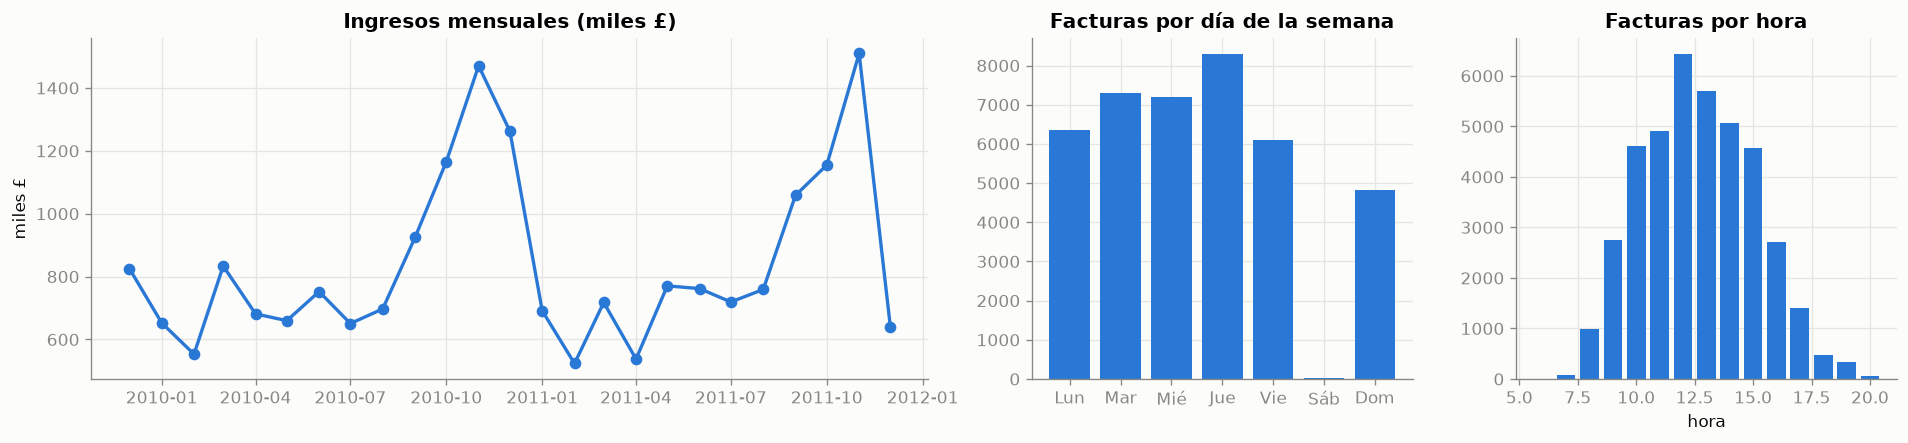 Ingresos mensuales (miles £)
miles £
1400
1200
1000
800
600
2010-01 2010-04 2010-07 2010-10 2011-01 2011-04 2011-07 2011-10 2012-01
Facturas por día de la semana
8000
7000
6000
5000
4000
3000
2000
1000
0
Lun Mar Mié Jue Vie Sáb Dom
Facturas por hora
6000
5000
4000
3000
2000
1000
0
5.0 7.5 10.0 12.5 15.0 17.5 20.0
hora